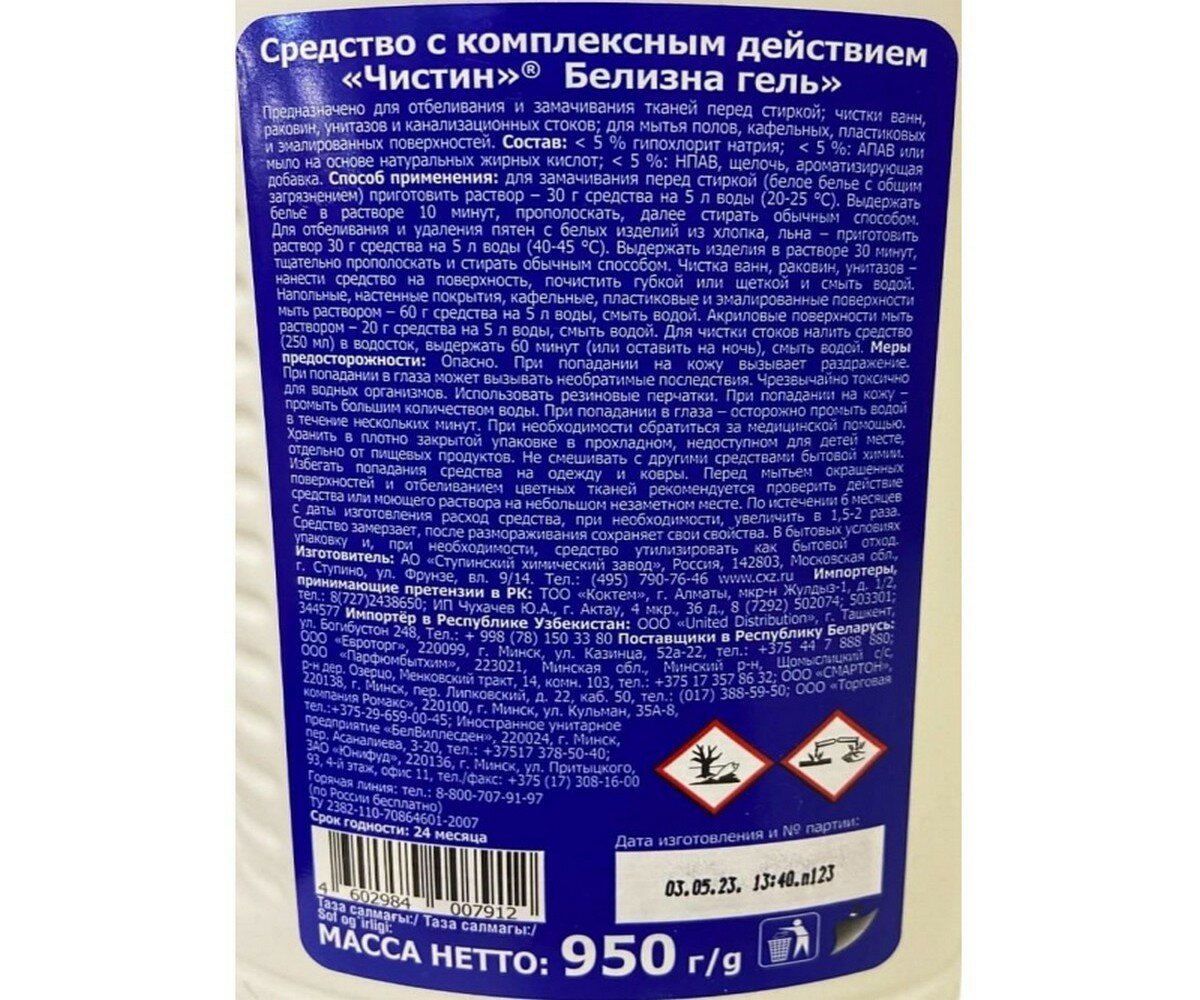 Средство с комплексным действием
«Чистин»® Белизна гель»
Предназначено для отбеливания и замачивания тканей перед стиркой; чистки ванн,
раковин, унитазов и канализационных стоков; для мытья полов, кафельных, пластиковых
и эмалированных поверхностей. Состав: < 5 % гипохлорит натрия; < 5 %: АПАВ или
мыло на основе натуральных жирных кислот; < 5 %: НПАВ, щелочь, ароматизирующая
добавка. Способ применения: для замачивания перед стиркой (белое белье с общим
загрязнением) приготовить раствор – 30 г средства на 5 л воды (20-25 °С). Выдержать
белье в растворе 10 минут, прополоскать, далее стирать обычным способом.
Для отбеливания и удаления пятен с белых изделий из хлопка, льна – приготовить
раствор 30 г средства на 5 л воды (40-45 °С). Выдержать изделия в растворе 30 минут,
тщательно прополоскать и стирать обычным способом. Чистка ванн, раковин, унитазов –
нанести средство на поверхность, почистить губкой или щеткой и смыть водой.
Напольные, настенные покрытия, кафельные, пластиковые и эмалированные поверхности
мыть раствором – 60 г средства на 5 л воды, смыть водой. Акриловые поверхности мыть
раствором – 20 г средства на 5 л воды, смыть водой. Для чистки стоков налить средство
(250 мл) в водосток, выдержать 60 минут (или оставить на ночь), смыть водой. Меры
предосторожности: Опасно. При попадании на кожу вызывает раздражение.
При попадании в глаза может вызывать необратимые последствия. Чрезвычайно токсично
для водных организмов. Использовать резиновые перчатки. При попадании на кожу –
промыть большим количеством воды. При попадании в глаза – осторожно промыть водой
в течение нескольких минут. При необходимости обратиться за медицинской помощью.
Хранить в плотно закрытой упаковке в прохладном, недоступном для детей месте,
отдельно от пищевых продуктов. Не смешивать с другими средствами бытовой химии.
Избегать попадания средства на одежду и ковры. Перед мытьем окрашенных
поверхностей и отбеливанием цветных тканей рекомендуется проверить действие
средства или моющего раствора на небольшом незаметном месте. По истечении 6 месяцев
с даты изготовления расход средства, при необходимости, увеличить в 1,5-2 раза.
Средство замерзает, после размораживания сохраняет свои свойства. В бытовых условиях
упаковку и, при необходимости, средство утилизировать как бытовой отход.
Изготовитель: АО «Ступинский химический завод», Россия, 142803, Московская обл.,
г. Ступино, ул. Фрунзе, вл. 9/14. Тел.: (495) 790-76-46 www.cxz.ru Импортеры,
принимающие претензии в РК: ТОО «Коктем», г. Алматы, мкр-н Жулдыз-1, д. 1/2,
тел.: 8(727)2438650; ИП Чухачев Ю.А., г. Актау, 4 мкр., 36 д., 8 (7292) 502074; 503301;
344577 Импортёр в Республике Узбекистан: ООО «United Distribution», г. Ташкент,
ул. Богибустон 248, Тел.: + 998 (78) 150 33 80 Поставщики в Республику Беларусь:
ООО «Евроторг», 220099, г. Минск, ул. Казинца, 52а-22, тел.: +375 44 7 888 880;
ООО «Парфюмбытхим», 223021, Минская обл., Минский р-н, Щомыслицкий с/с,
р-н дер. Озерцо, Менковский тракт, 14, комн. 103, тел.: +375 17 357 86 32; ООО «СМАРТОН»,
220138, г. Минск, пер. Липковский, д. 22, каб. 50, тел.: (017) 388-59-50; ООО «Торговая
компания Ромакс», 220100, г. Минск, ул. Кульман, 35А-8,
тел.:+375-29-659-00-45; Иностранное унитарное
предприятие «БелВиллесден», 220024, г. Минск,
пер. Асаналиева, 3-20, тел.: +37517 378-50-40;
ЗАО «Юнифуд», 220136, г. Минск, ул. Притыцкого,
93, 4-й этаж, офис 11, тел./факс: +375 (17) 308-16-00
Горячая линия: тел.: 8-800-707-91-97
(по России бесплатно)
ТУ 2382-110-70864601-2007
Срок годности: 24 месяца
Дата изготовления и № партии:
03.05.23. 13:40.п123
4 602984 007912
Таза салмағы:/ Таза салмагы:/
Sof og'irligi:
МАССА НЕТТО: 950 г/g